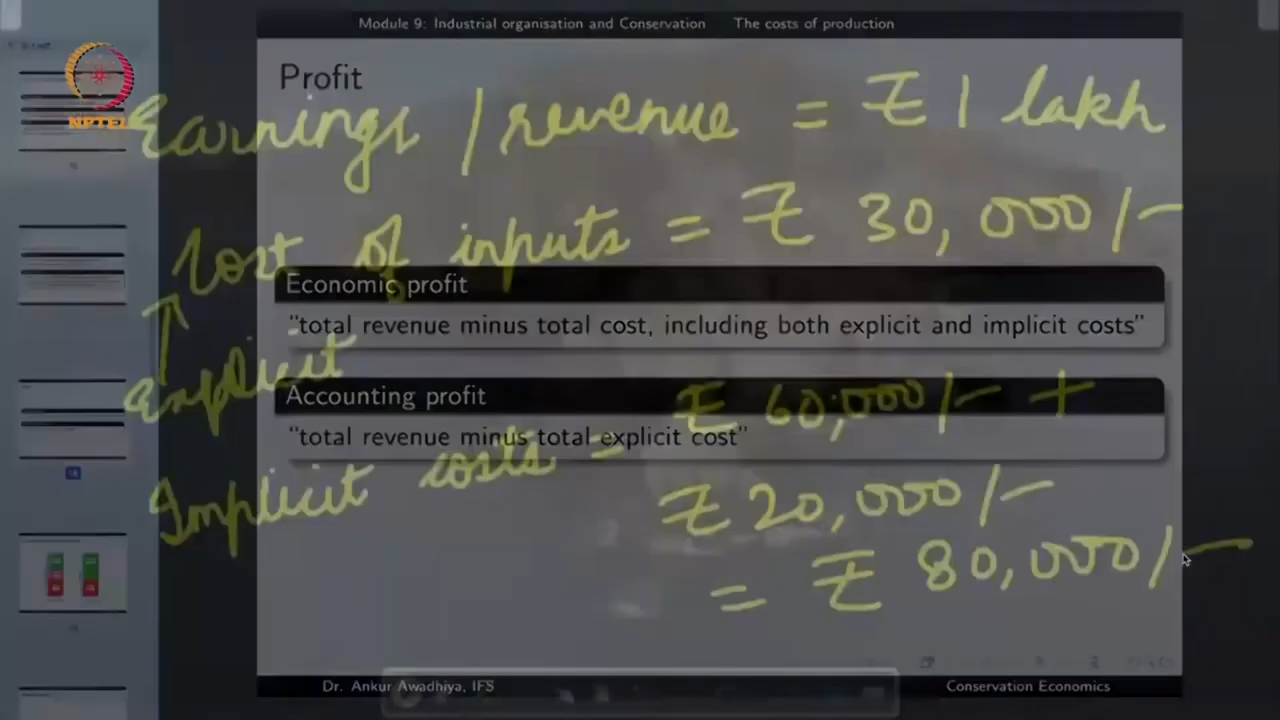 Module 9: Industrial organisation and Conservation The costs of production
NPTEL
Profit
Earnings / revenue = ₹ 1 lakh
Cost of inputs = ₹ 30,000/-
Economic profit
"total revenue minus total cost, including both explicit and implicit costs"
Explicit
Accounting profit
₹ 60,000/- +
"total revenue minus total explicit cost"
Implicit costs =
₹ 20,000/-
= ₹ 80,000/-
Dr. Ankur Awadhiya, IFS Conservation Economics